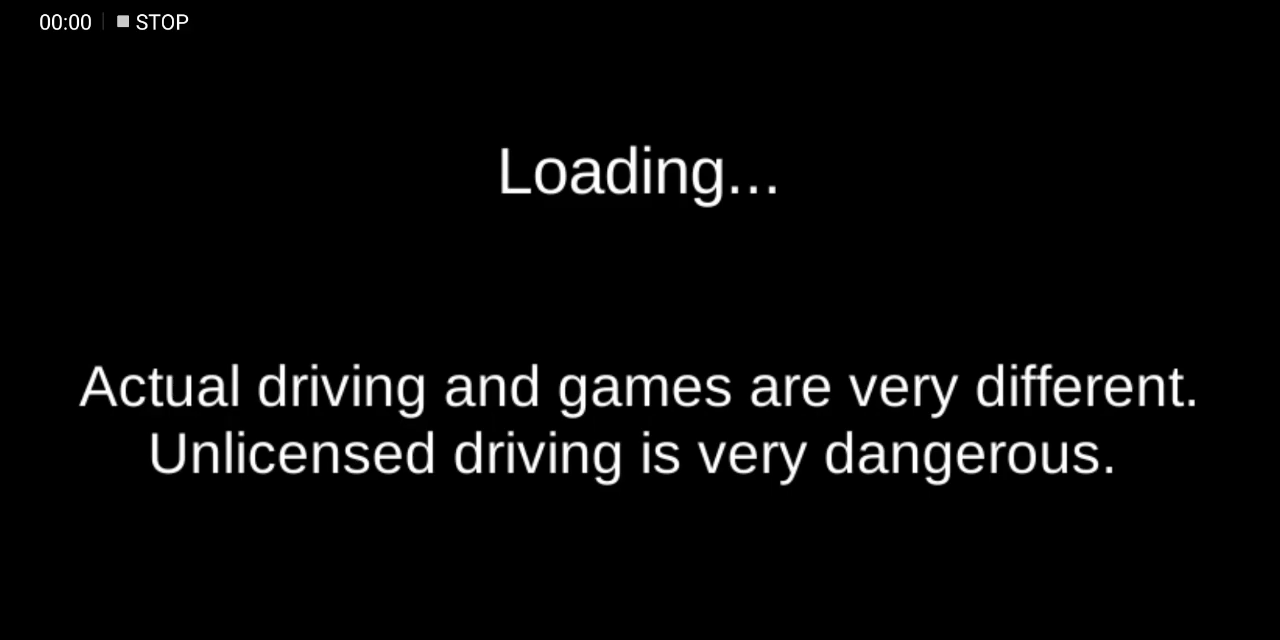 00:00 STOP
Loading...
Actual driving and games are very different.
Unlicensed driving is very dangerous.